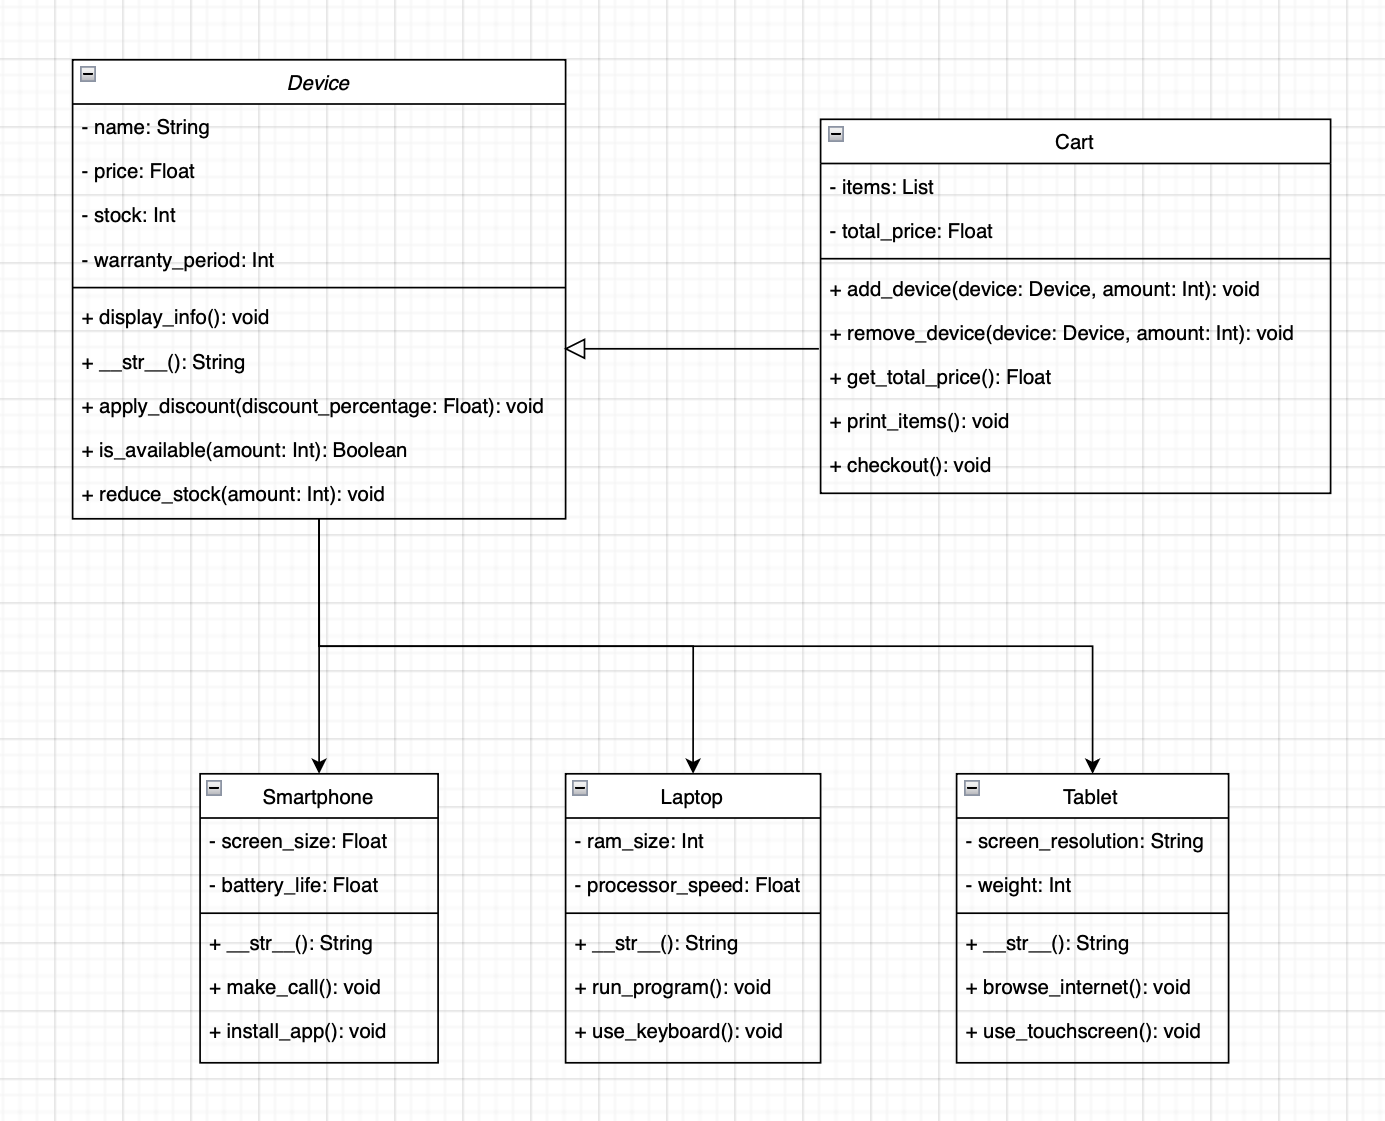 Device
- name: String
- price: Float
- stock: Int
- warranty_period: Int
+ display_info(): void
+ __str__(): String
+ apply_discount(discount_percentage: Float): void
+ is_available(amount: Int): Boolean
+ reduce_stock(amount: Int): void
Cart
- items: List
- total_price: Float
+ add_device(device: Device, amount: Int): void
+ remove_device(device: Device, amount: Int): void
+ get_total_price(): Float
+ print_items(): void
+ checkout(): void
Smartphone
- screen_size: Float
- battery_life: Float
+ __str__(): String
+ make_call(): void
+ install_app(): void
Laptop
- ram_size: Int
- processor_speed: Float
+ __str__(): String
+ run_program(): void
+ use_keyboard(): void
Tablet
- screen_resolution: String
- weight: Int
+ __str__(): String
+ browse_internet(): void
+ use_touchscreen(): void